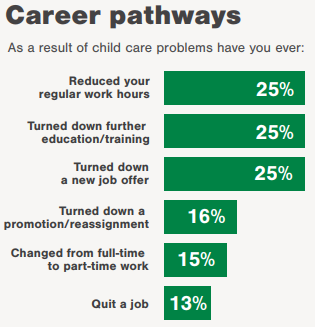 Career pathways
As a result of child care problems have you ever:
Reduced your
regular work hours
25%
Turned down further
education/training
25%
Turned down
a new job offer
25%
Turned down a
promotion/reassignment
16%
Changed from full-time
to part-time work
15%
Quit a job
13%